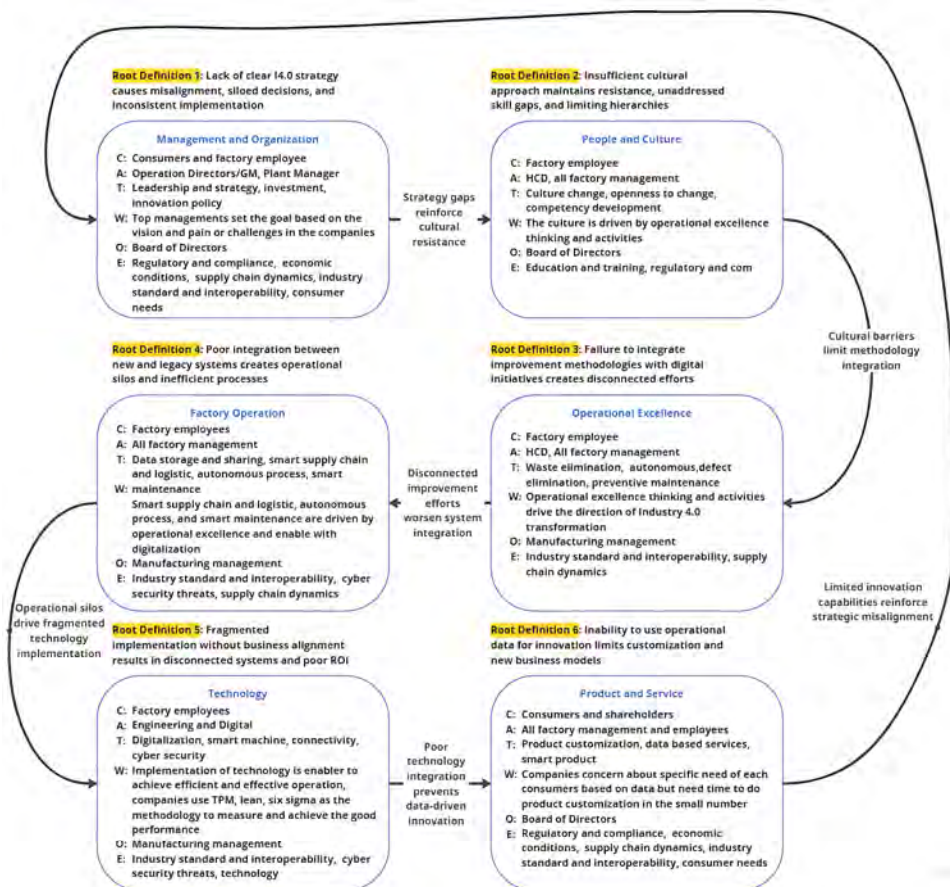 Root Definition 1: Lack of clear I4.0 strategy
causes misalignment, siloed decisions, and
inconsistent implementation
Management and Organization
C: Consumers and factory employee
A: Operation Directors/GM, Plant Manager
T: Leadership and strategy, investment,
innovation policy
W: Top managements set the goal based on the
vision and pain or challenges in the companies
O: Board of Directors
E: Regulatory and compliance, economic
conditions, supply chain dynamics, industry
standard and interoperability, consumer
needs
Strategy gaps
reinforce
cultural
resistance
Root Definition 2: Insufficient cultural
approach maintains resistance, unaddressed
skill gaps, and limiting hierarchies
People and Culture
C: Factory employee
A: HCD, all factory management
T: Culture change, openness to change,
competency development
W: The culture is driven by operational excellence
thinking and activities
O: Board of Directors
E: Education and training, regulatory and com
Cultural barriers
limit methodology
integration
Root Definition 3: Failure to integrate
improvement methodologies with digital
initiatives creates disconnected efforts
Operational Excellence
C: Factory employee
A: HCD, All factory management
T: Waste elimination, autonomous,defect
elimination, preventive maintenance
W: Operational excellence thinking and activities
drive the direction of Industry 4.0
transformation
O: Manufacturing management
E: Industry standard and interoperability, supply
chain dynamics
Disconnected
improvement
efforts
worsen system
integration
Root Definition 4: Poor integration between
new and legacy systems creates operational
silos and inefficient processes
Factory Operation
C: Factory employees
A: All factory management
T: Data storage and sharing, smart supply chain
and logistic, autonomous process, smart
W: maintenance
Smart supply chain and logistic, autonomous
process, and smart maintenance are driven by
operational excellence and enable with
digitalization
O: Manufacturing management
E: Industry standard and interoperability, cyber
security threats, supply chain dynamics
Operational silos
drive fragmented
technology
implementation
Root Definition 5: Fragmented
implementation without business alignment
results in disconnected systems and poor ROI
Technology
C: Factory employees
A: Engineering and Digital
T: Digitalization, smart machine, connectivity,
cyber security
W: Implementation of technology is enabler to
achieve efficient and effective operation,
companies use TPM, lean, six sigma as the
methodology to measure and achieve the good
performance
O: Manufacturing management
E: Industry standard and interoperability, cyber
security threats, technology
Poor
technology
integration
prevents
data-driven
innovation
Root Definition 6: Inability to use operational
data for innovation limits customization and
new business models
Product and Service
C: Consumers and shareholders
A: All factory management and employees
T: Product customization, data based services,
smart product
W: Companies concern about specific need of each
consumers based on data but need time to do
product customization in the small number
O: Board of Directors
E: Regulatory and compliance, economic
conditions, supply chain dynamics, industry
standard and interoperability, consumer needs
Limited innovation
capabilities reinforce
strategic misalignment